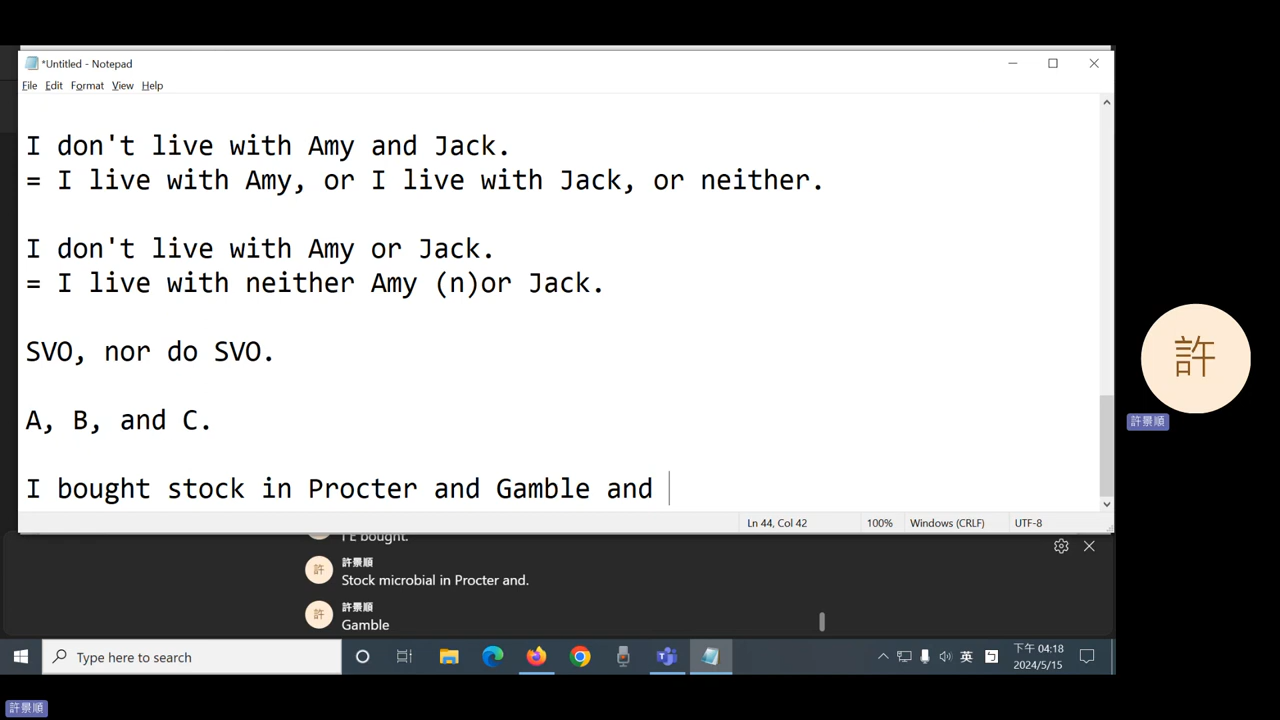 *Untitled - Notepad
File Edit Format View Help
I don't live with Amy and Jack.
= I live with Amy, or I live with Jack, or neither.
I don't live with Amy or Jack.
= I live with neither Amy (n)or Jack.
SVO, nor do SVO.
A, B, and C.
I bought stock in Procter and Gamble and
Ln 44, Col 42
100%
Windows (CRLF)
UTF-8
許
許景順
I E bought.
許
許景順
Stock microbial in Procter and.
許
許景順
Gamble
Type here to search
英
下午 04:18
2024/5/15
許景順